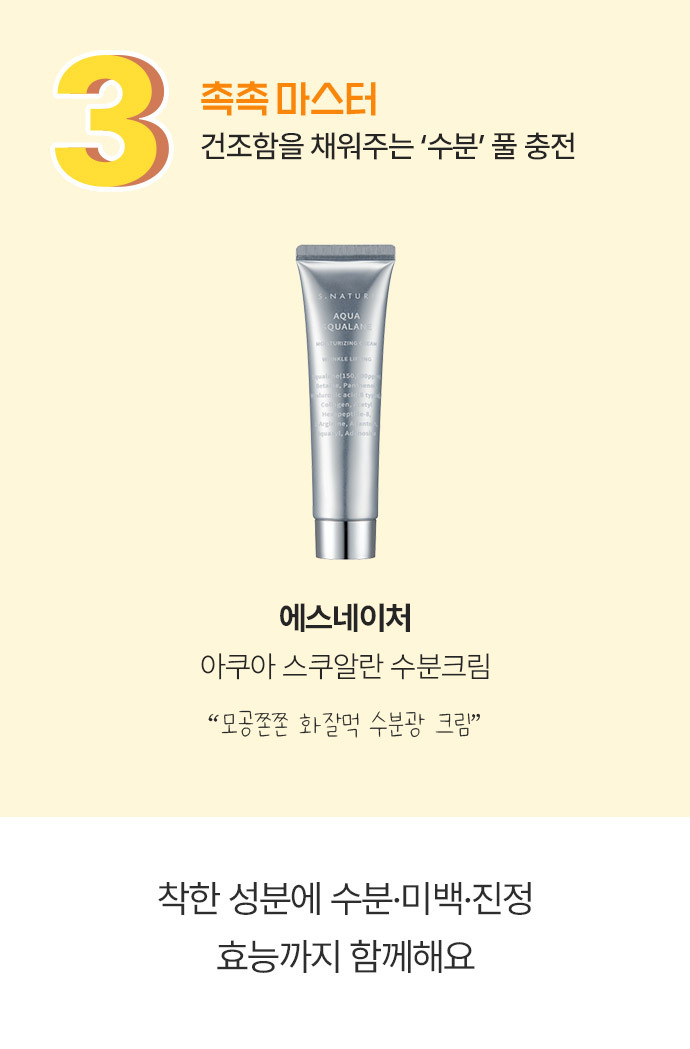 3
촉촉 마스터
건조함을 채워주는 ‘수분’ 풀 충전
S.NATUR
AQUA
SQUALANE
WRINKLE LIFTING
에스네이처
아쿠아 스쿠알란 수분크림
“모공쫀쫀 화잘먹 수분광 크림”
착한 성분에 수분·미백·진정
효능까지 함께해요